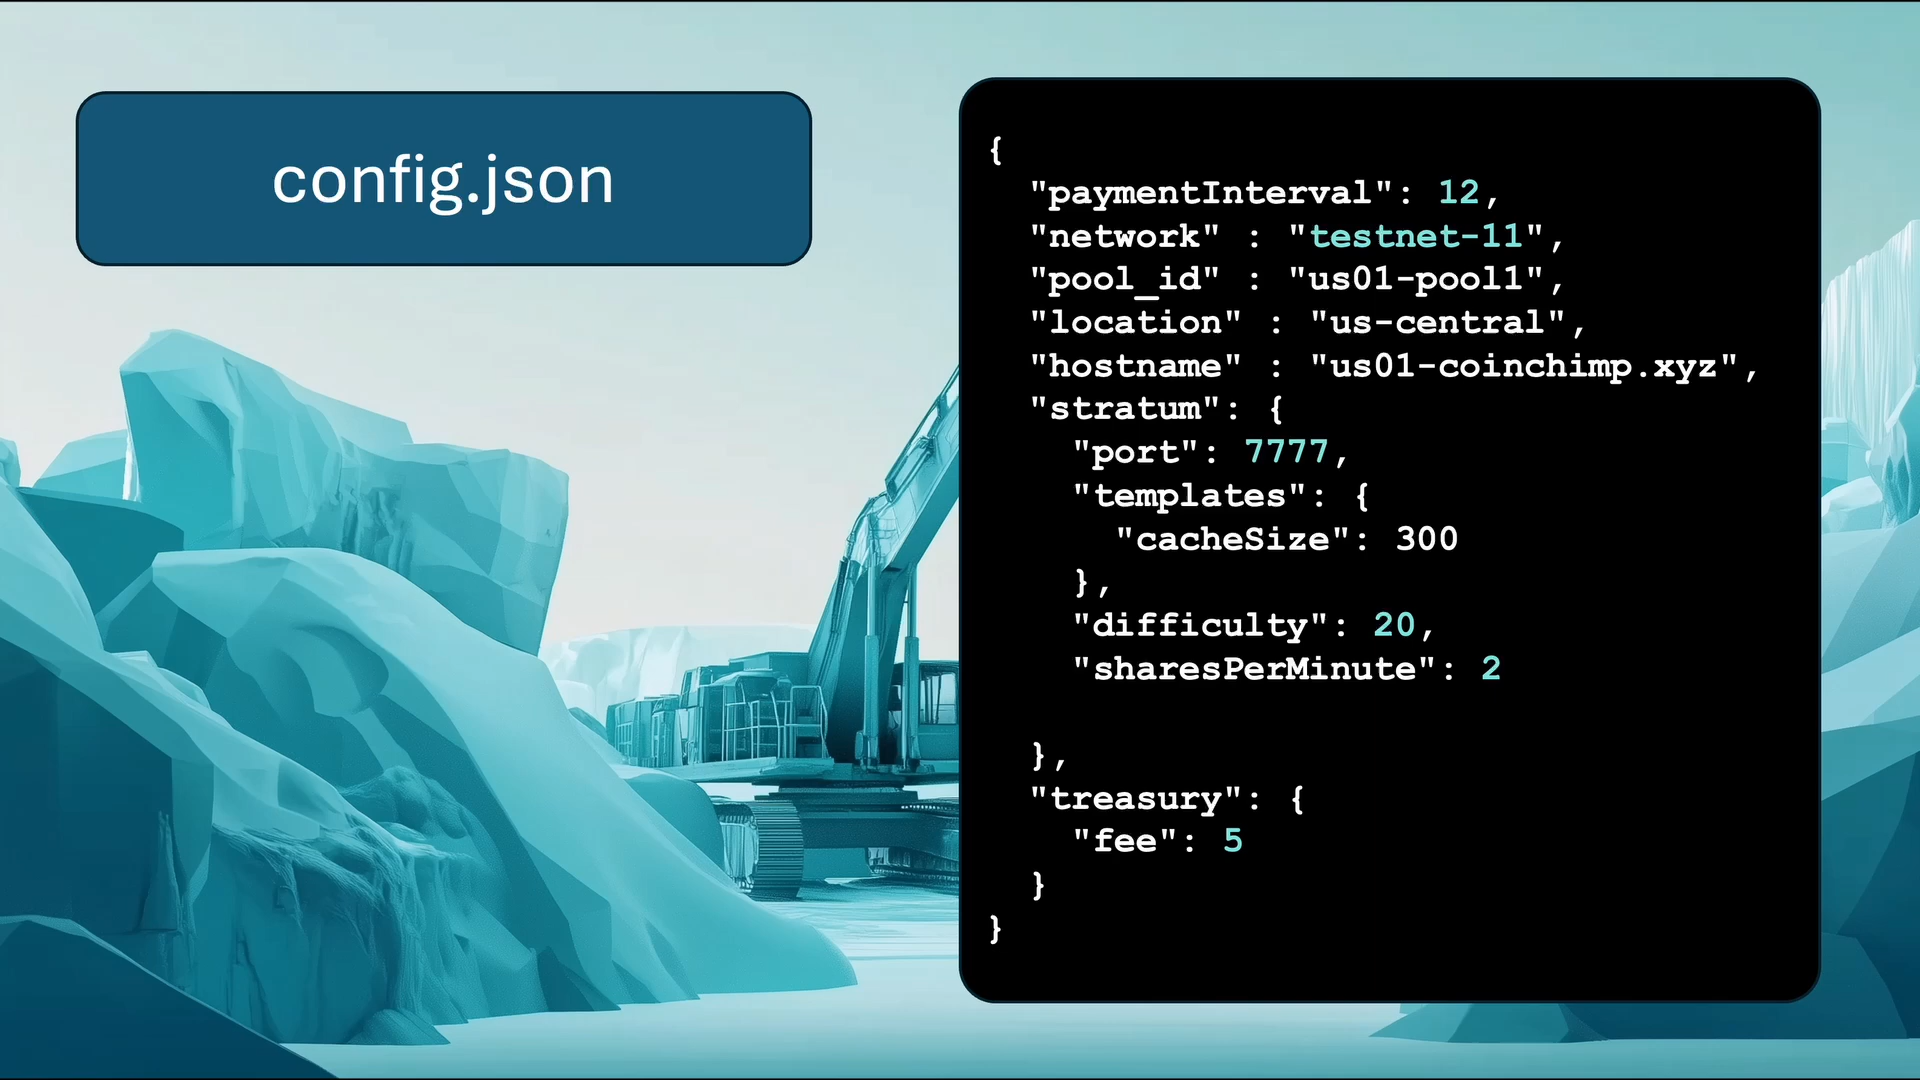 config.json
{
  "paymentInterval": 12,
  "network" : "testnet-11",
  "pool_id" : "us01-pool1",
  "location" : "us-central",
  "hostname" : "us01-coinchimp.xyz",
  "stratum": {
    "port": 7777,
    "templates": {
      "cacheSize": 300
    },
    "difficulty": 20,
    "sharesPerMinute": 2
  },
  "treasury": {
    "fee": 5
  }
}